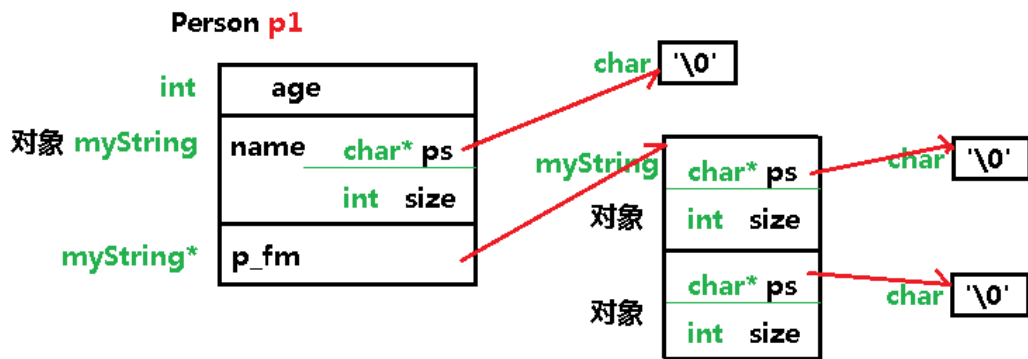 Person p1
int age
对象 myString name char* ps
int size
myString* p_fm
char '\0'
myString char* ps
对象 int size
char* ps
对象 int size
char '\0'
char '\0'